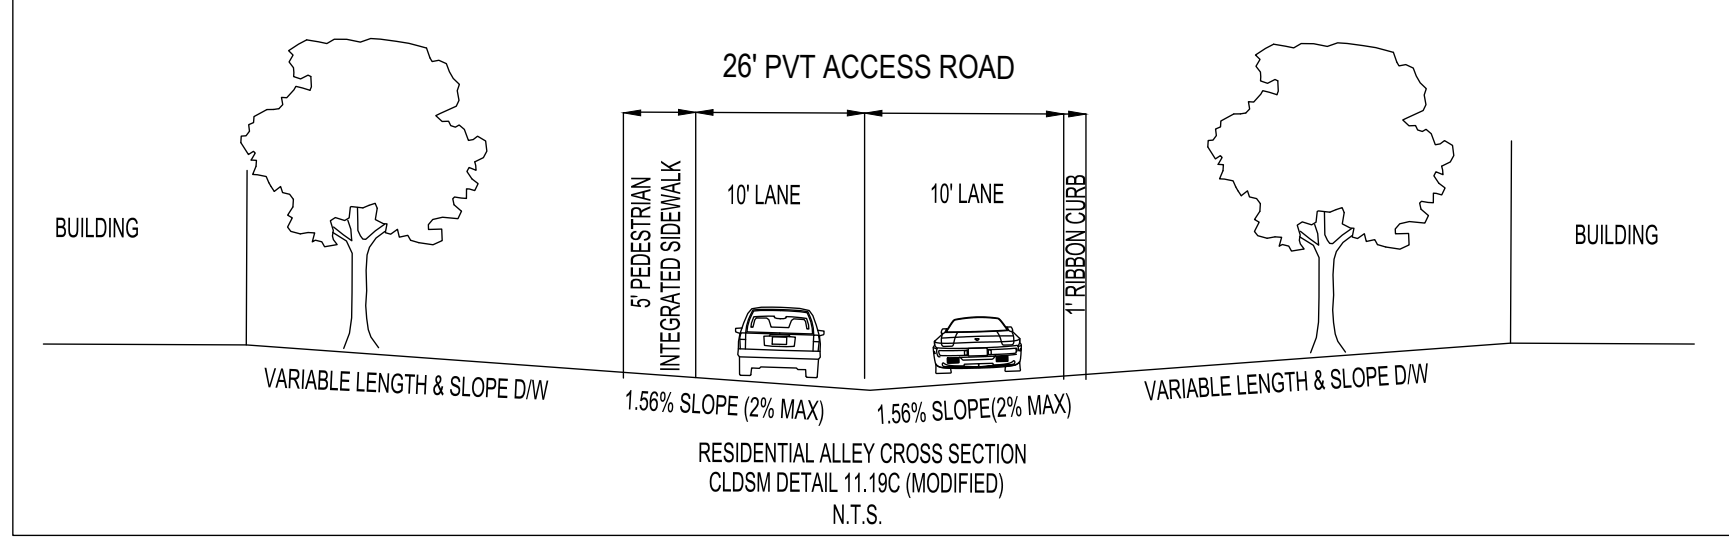 26' PVT ACCESS ROAD
BUILDING
5' PEDESTRIAN
INTEGRATED SIDEWALK
10' LANE
10' LANE
1' RIBBON CURB
BUILDING
VARIABLE LENGTH & SLOPE D/W
1.56% SLOPE (2% MAX)
1.56% SLOPE(2% MAX)
VARIABLE LENGTH & SLOPE D/W
RESIDENTIAL ALLEY CROSS SECTION
CLDSM DETAIL 11.19C (MODIFIED)
N.T.S.